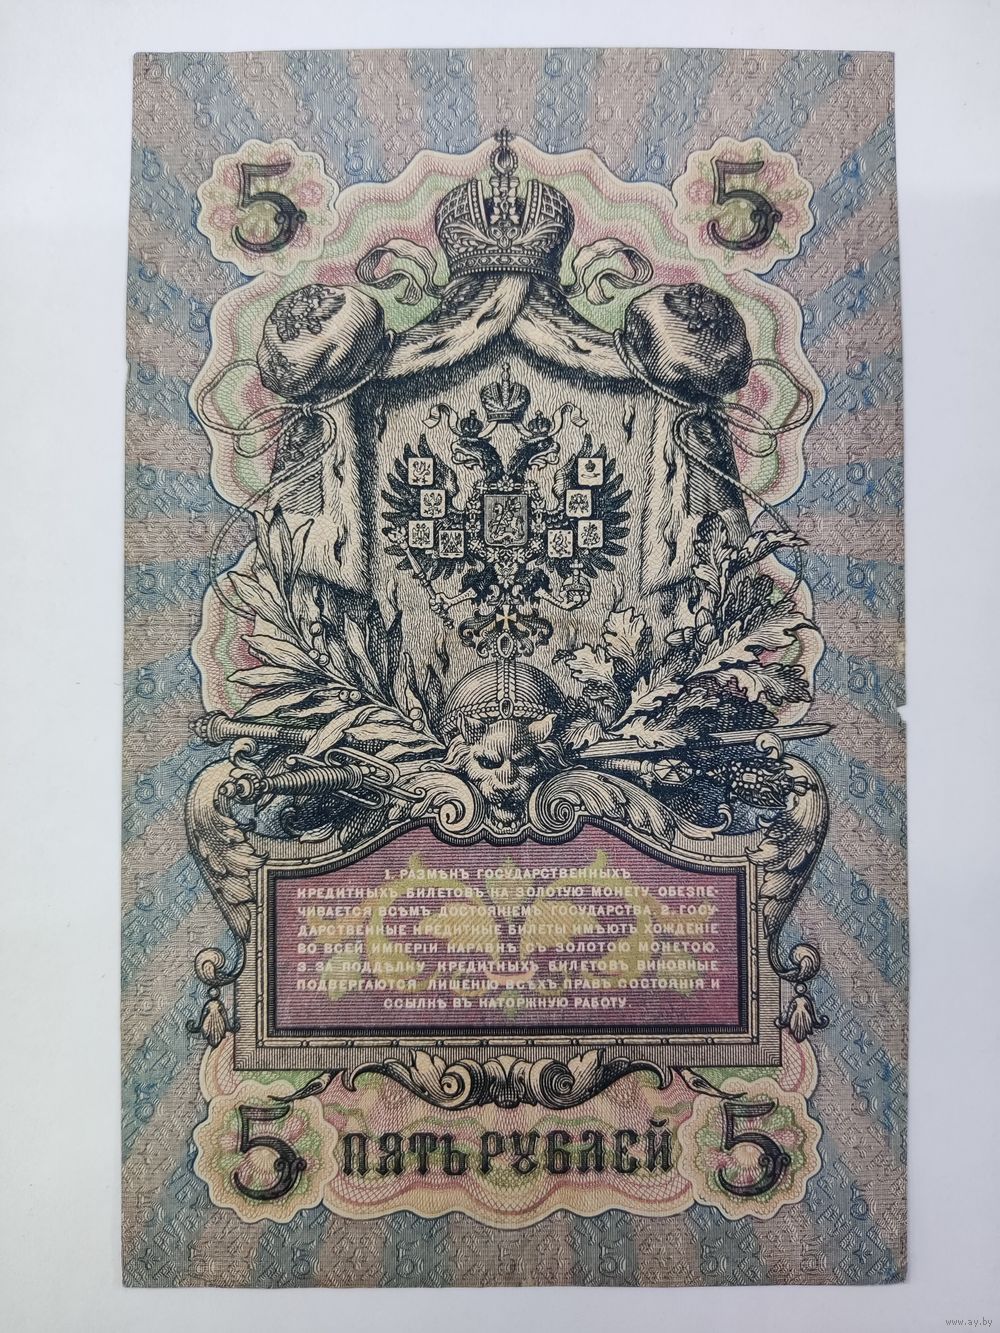 5 5
1. РАЗМѢНЪ ГОСУДАРСТВЕННЫХЪ
КРЕДИТНЫХЪ БИЛЕТОВЪ НА ЗОЛОТУЮ МОНЕТУ ОБЕЗПЕ-
ЧИВАЕТСЯ ВСѢМЪ ДОСТОЯНІЕМЪ ГОСУДАРСТВА. 2. ГОСУ-
ДАРСТВЕННЫЕ КРЕДИТНЫЕ БИЛЕТЫ ИМѢЮТЪ ХОЖДЕНІЕ
ВО ВСЕЙ ИМПЕРІИ НАРАВНѢ СЪ ЗОЛОТОЮ МОНЕТОЮ.
3. ЗА ПОДДѢЛКУ КРЕДИТНЫХЪ БИЛЕТОВЪ ВИНОВНЫЕ
ПОДВЕРГАЮТСЯ ЛИШЕНІЮ ВСѢХЪ ПРАВЪ СОСТОЯНІЯ И
ССЫЛКѢ ВЪ КАТОРЖНУЮ РАБОТУ.
5 ПЯТЬ РУБЛЕЙ 5
www.ay.by